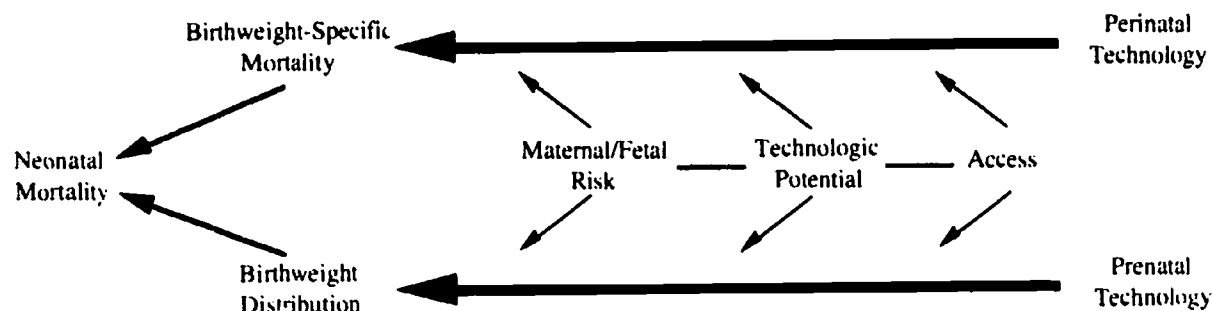 Birthweight-Specific
Mortality
Perinatal
Technology
Neonatal
Mortality
Maternal/Fetal
Risk
Technologic
Potential
Access
Birthweight
Distribution
Prenatal
Technology